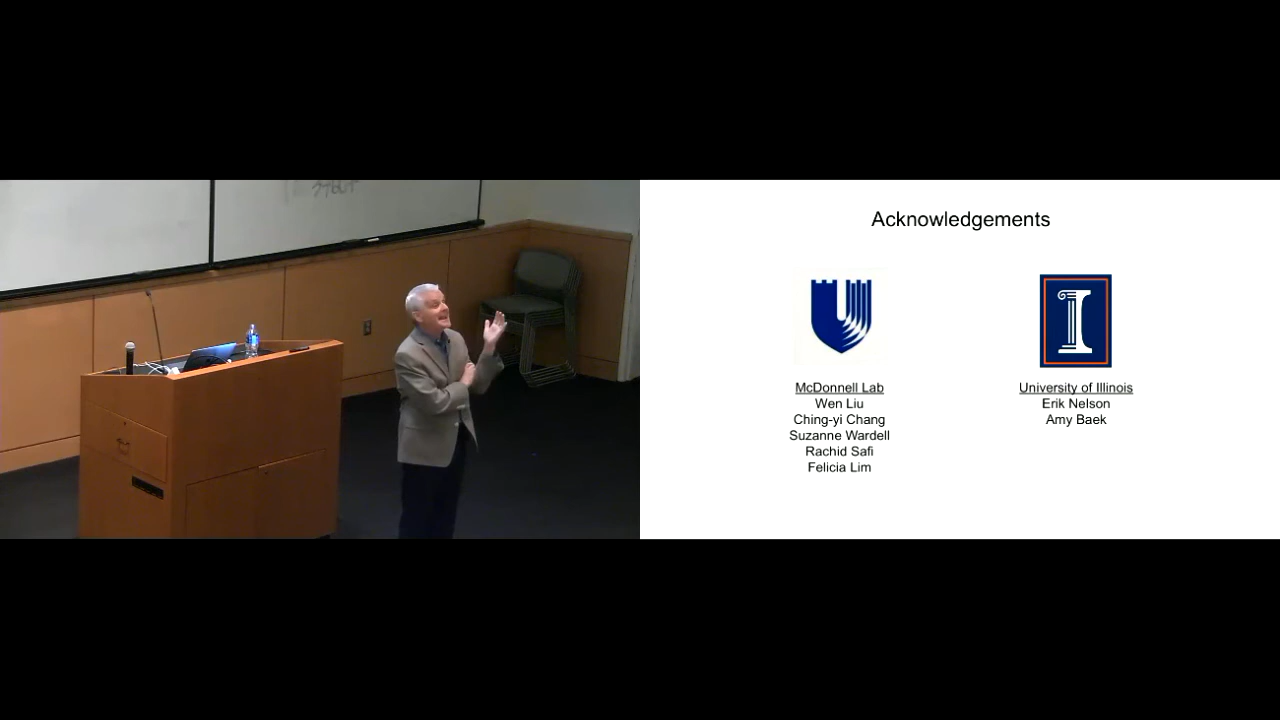 Acknowledgements
McDonnell Lab
Wen Liu
Ching-yi Chang
Suzanne Wardell
Rachid Safi
Felicia Lim
University of Illinois
Erik Nelson
Amy Baek